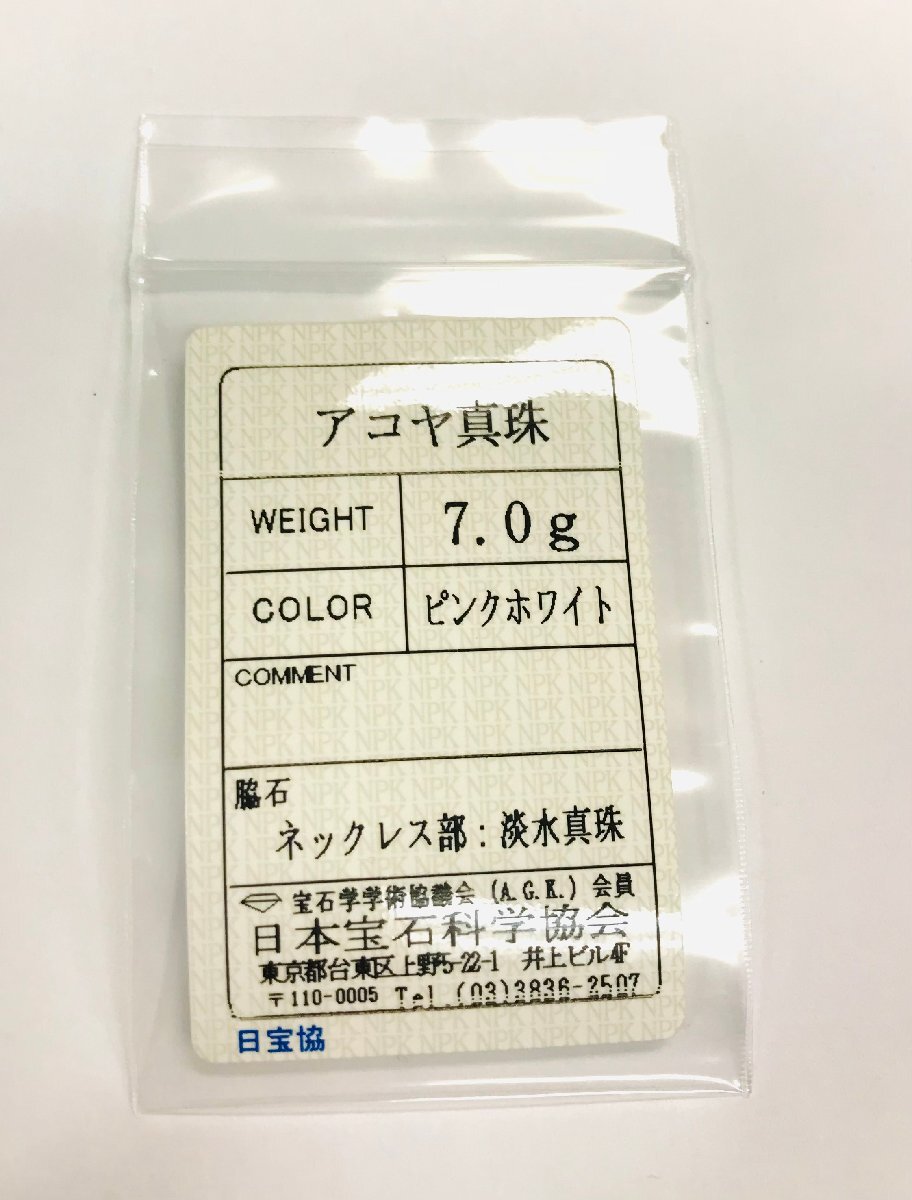 アコヤ真珠
WEIGHT 7.0g
COLOR ピンクホワイト
COMMENT
脇石
ネックレス部：淡水真珠
宝石学学術協議会 (A.G.K.) 会員
日本宝石科学協会
東京都台東区上野5-22-1 井上ビル4F
〒110-0005 Tel.(03)3836-2507
日宝協